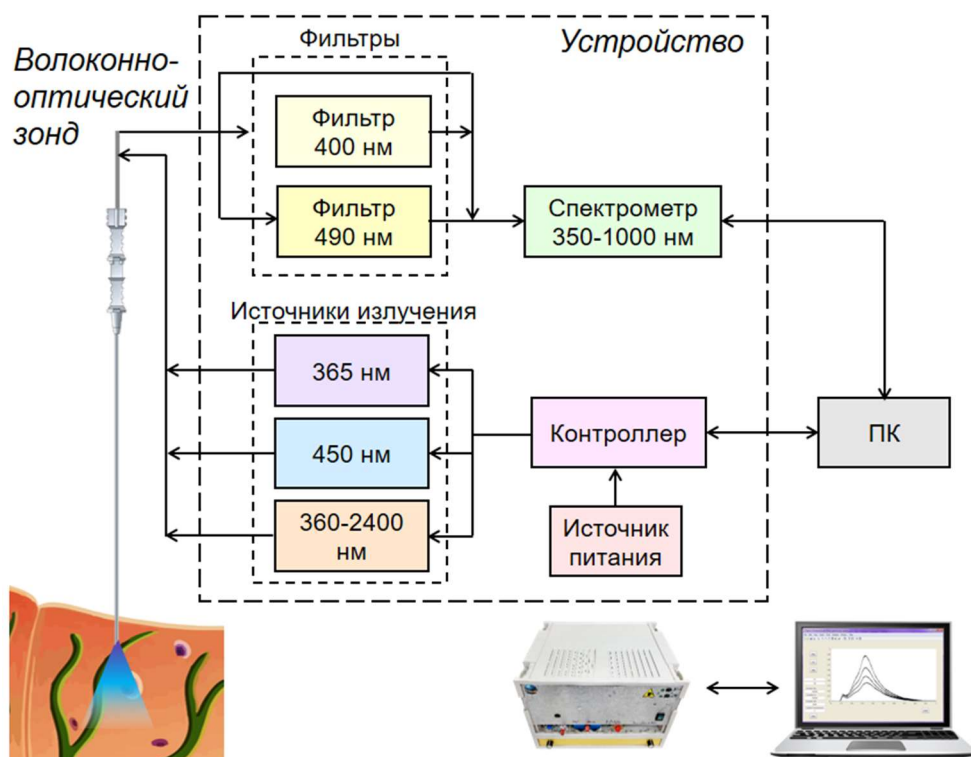 Волоконно-
оптический
зонд
Фильтры
Устройство
Фильтр
400 нм
Фильтр
490 нм
Спектрометр
350-1000 нм
Источники излучения
365 нм
450 нм
360-2400
нм
Контроллер
ПК
Источник
питания